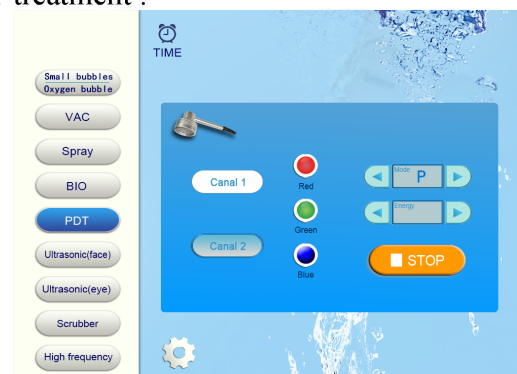 treatment :
TIME
Small bubbles
Oxygen bubble
VAC
Spray
BIO
PDT
Ultrasonic(face)
Ultrasonic(eye)
Scrubber
High frequency
Canal 1
Canal 2
Red
Green
Blue
Mode
P
Energy
STOP